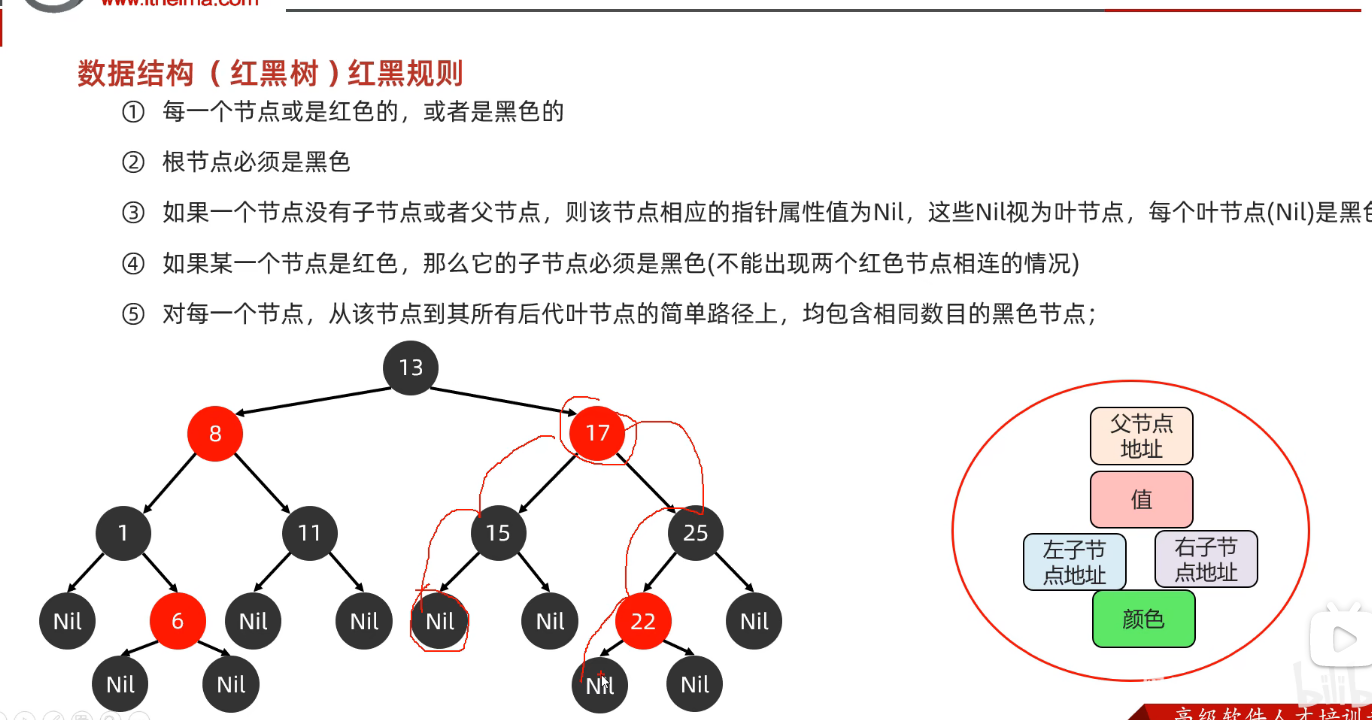 www.itheima.com
数据结构（红黑树）红黑规则
① 每一个节点或是红色的，或者是黑色的
② 根节点必须是黑色
③ 如果一个节点没有子节点或者父节点，则该节点相应的指针属性值为Nil，这些Nil视为叶节点，每个叶节点(Nil)是黑色
④ 如果某一个节点是红色，那么它的子节点必须是黑色(不能出现两个红色节点相连的情况)
⑤ 对每一个节点，从该节点到其所有后代叶节点的简单路径上，均包含相同数目的黑色节点；
13
8
17
1
11
15
25
Nil
6
Nil
Nil
Nil
Nil
22
Nil
Nil
Nil
Nil
Nil
父节点
地址
值
左子节
点地址
右子节
点地址
颜色
bilib
高级软件人才培训